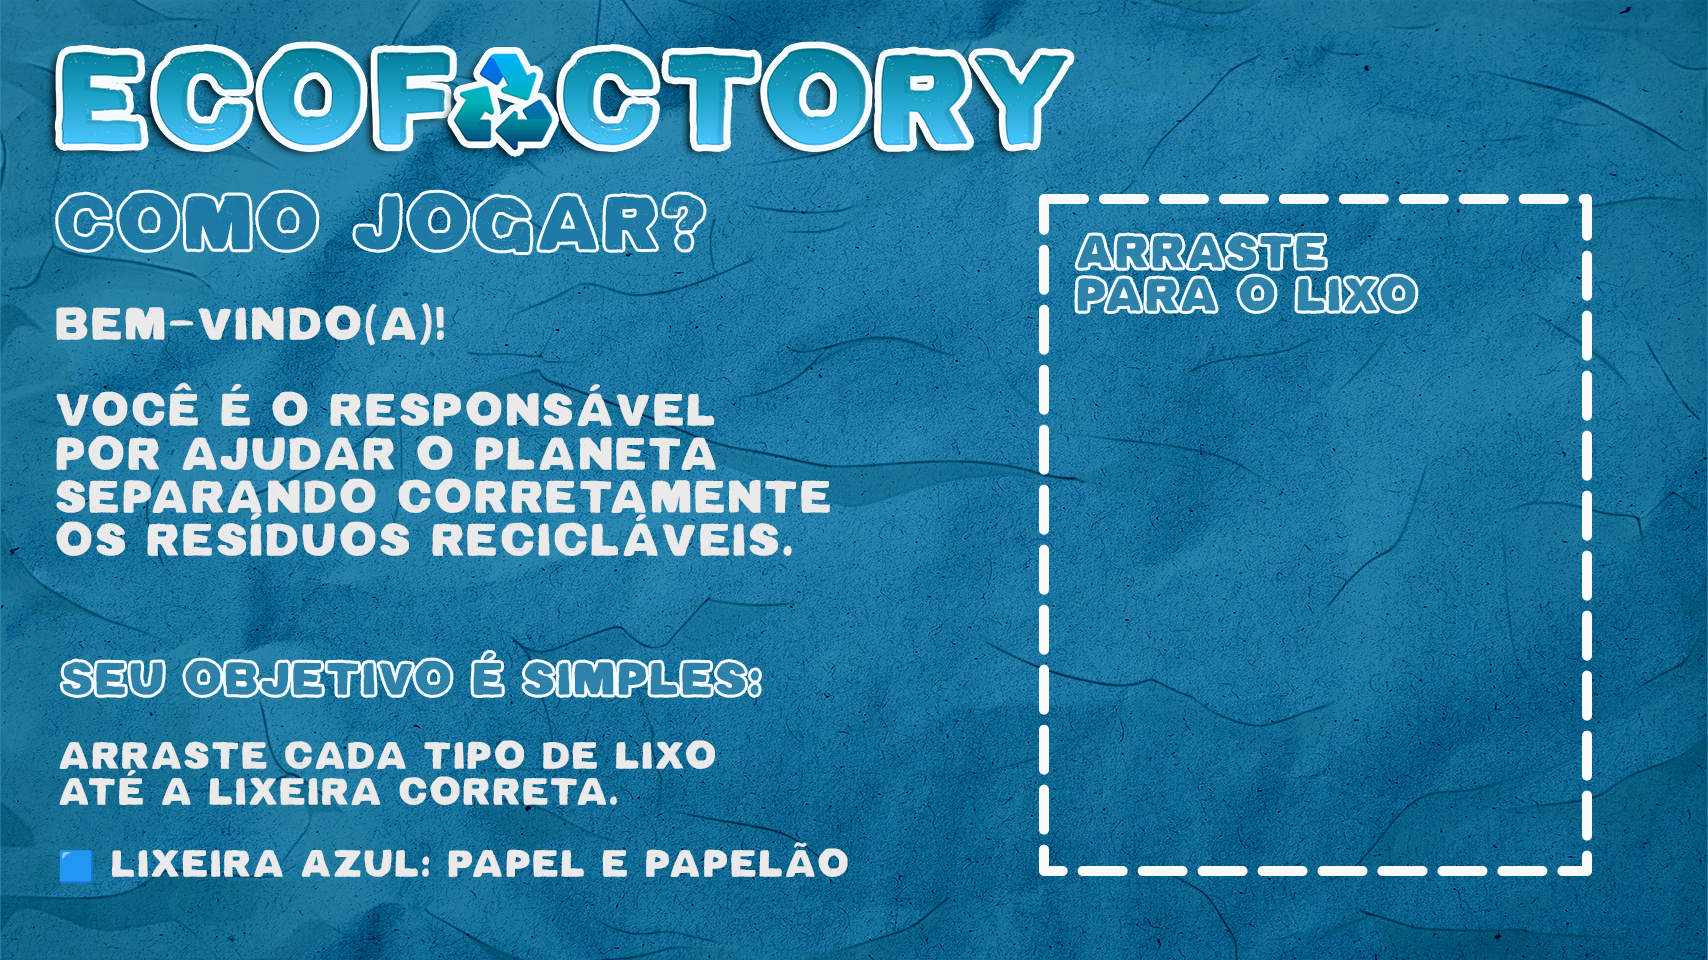 ECOFACTORY
COMO JOGAR?
BEM-VINDO(A)!
VOCÊ É O RESPONSÁVEL
POR AJUDAR O PLANETA
SEPARANDO CORRETAMENTE
OS RESÍDUOS RECICLÁVEIS.
SEU OBJETIVO É SIMPLES:
ARRASTE CADA TIPO DE LIXO
ATÉ A LIXEIRA CORRETA.
🟦 LIXEIRA AZUL: PAPEL E PAPELÃO
ARRASTE
PARA O LIXO